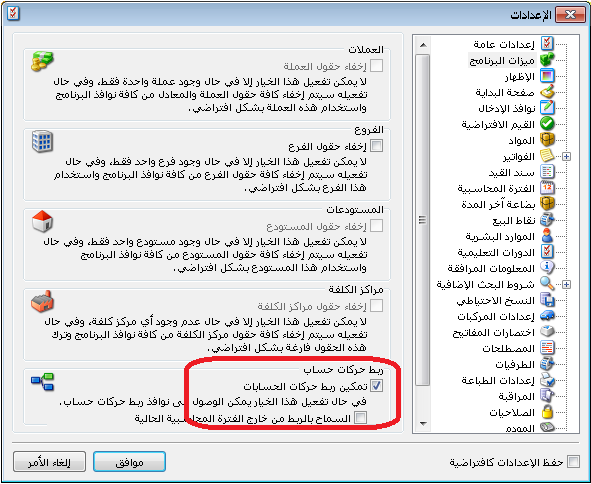 الإعدادات
إعدادات عامة
ميزات البرنامج
الإظهار
صفحة البداية
نوافذ الإدخال
القيم الافتراضية
المواد
الفواتير
سند القيد
الفترة المحاسبية
بضاعة آخر المدة
نقاط البيع
الموارد البشرية
الدورات التعليمية
المعلومات المرافقة
شروط البحث الإضافية
النسخ الاحتياطي
إعدادات المركبات
اختصارات المفاتيح
المصطلحات
الطرفيات
إعدادات الطباعة
المراقبة
الصلاحيات
المودم
العملات
إخفاء حقول العملة
لا يمكن تفعيل هذا الخيار إلا في حال وجود عملة واحدة فقط، وفي حال
تفعيله سيتم إخفاء كافة حقول العملة والمعادل من كافة نوافذ البرنامج
واستخدام هذه العملة بشكل افتراضي.
الفروع
إخفاء حقول الفرع
لا يمكن تفعيل هذا الخيار إلا في حال وجود فرع واحد فقط، وفي حال
تفعيله سيتم إخفاء كافة حقول الفرع من كافة نوافذ البرنامج واستخدام
هذا الفرع بشكل افتراضي.
المستودعات
إخفاء حقول المستودع
لا يمكن تفعيل هذا الخيار إلا في حال وجود مستودع واحد فقط، وفي حال
تفعيله سيتم إخفاء كافة حقول المستودع من كافة نوافذ البرنامج
واستخدام هذا المستودع بشكل افتراضي.
مراكز الكلفة
إخفاء حقول مراكز الكلفة
لا يمكن تفعيل هذا الخيار إلا في حال عدم وجود أي مركز كلفة، وفي حال
تفعيله سيتم إخفاء كافة حقول مركز الكلفة من كافة نوافذ البرنامج وترك
هذه الحقول فارغة بشكل افتراضي.
ربط حركات حساب
تمكين ربط حركات الحسابات
في حال تفعيل هذا الخيار يمكن الوصول إلى نوافذ ربط حركات حساب.
السماح بالربط من خارج الفترة المحاسبية الحالية
حفظ الإعدادات كافتراضية
موافق
إلغاء الأمر